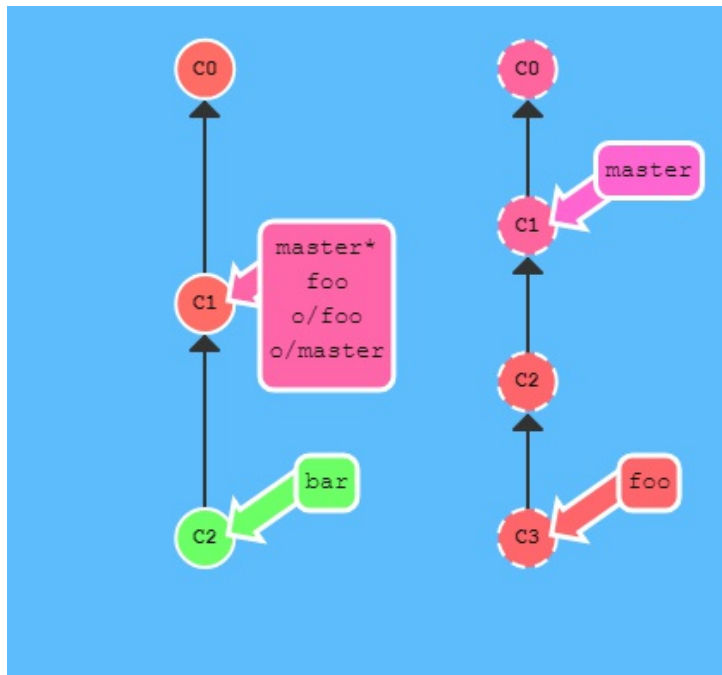 C0
C0
master
C1
master*
foo
o/foo
o/master
C1
C2
bar
foo
C2
C3